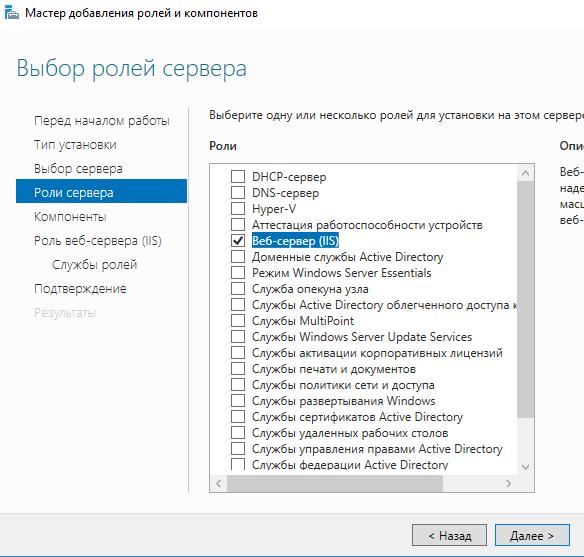 Мастер добавления ролей и компонентов
Выбор ролей сервера
Перед началом работы
Тип установки
Выбор сервера
Роли сервера
Компоненты
Роль веб-сервера (IIS)
Службы ролей
Подтверждение
Результаты
Выберите одну или несколько ролей для установки на этом сервере
Роли
DHCP-сервер
DNS-сервер
Hyper-V
Аттестация работоспособности устройств
Веб-сервер (IIS)
Доменные службы Active Directory
Режим Windows Server Essentials
Служба опекуна узла
Службы Active Directory облегченного доступа к
Службы MultiPoint
Службы Windows Server Update Services
Службы активации корпоративных лицензий
Службы печати и документов
Службы политики сети и доступа
Службы развертывания Windows
Службы сертификатов Active Directory
Службы удаленных рабочих столов
Службы управления правами Active Directory
Службы федерации Active Directory
Опис
Веб-
наде
масш
веб-
< Назад
Далее >